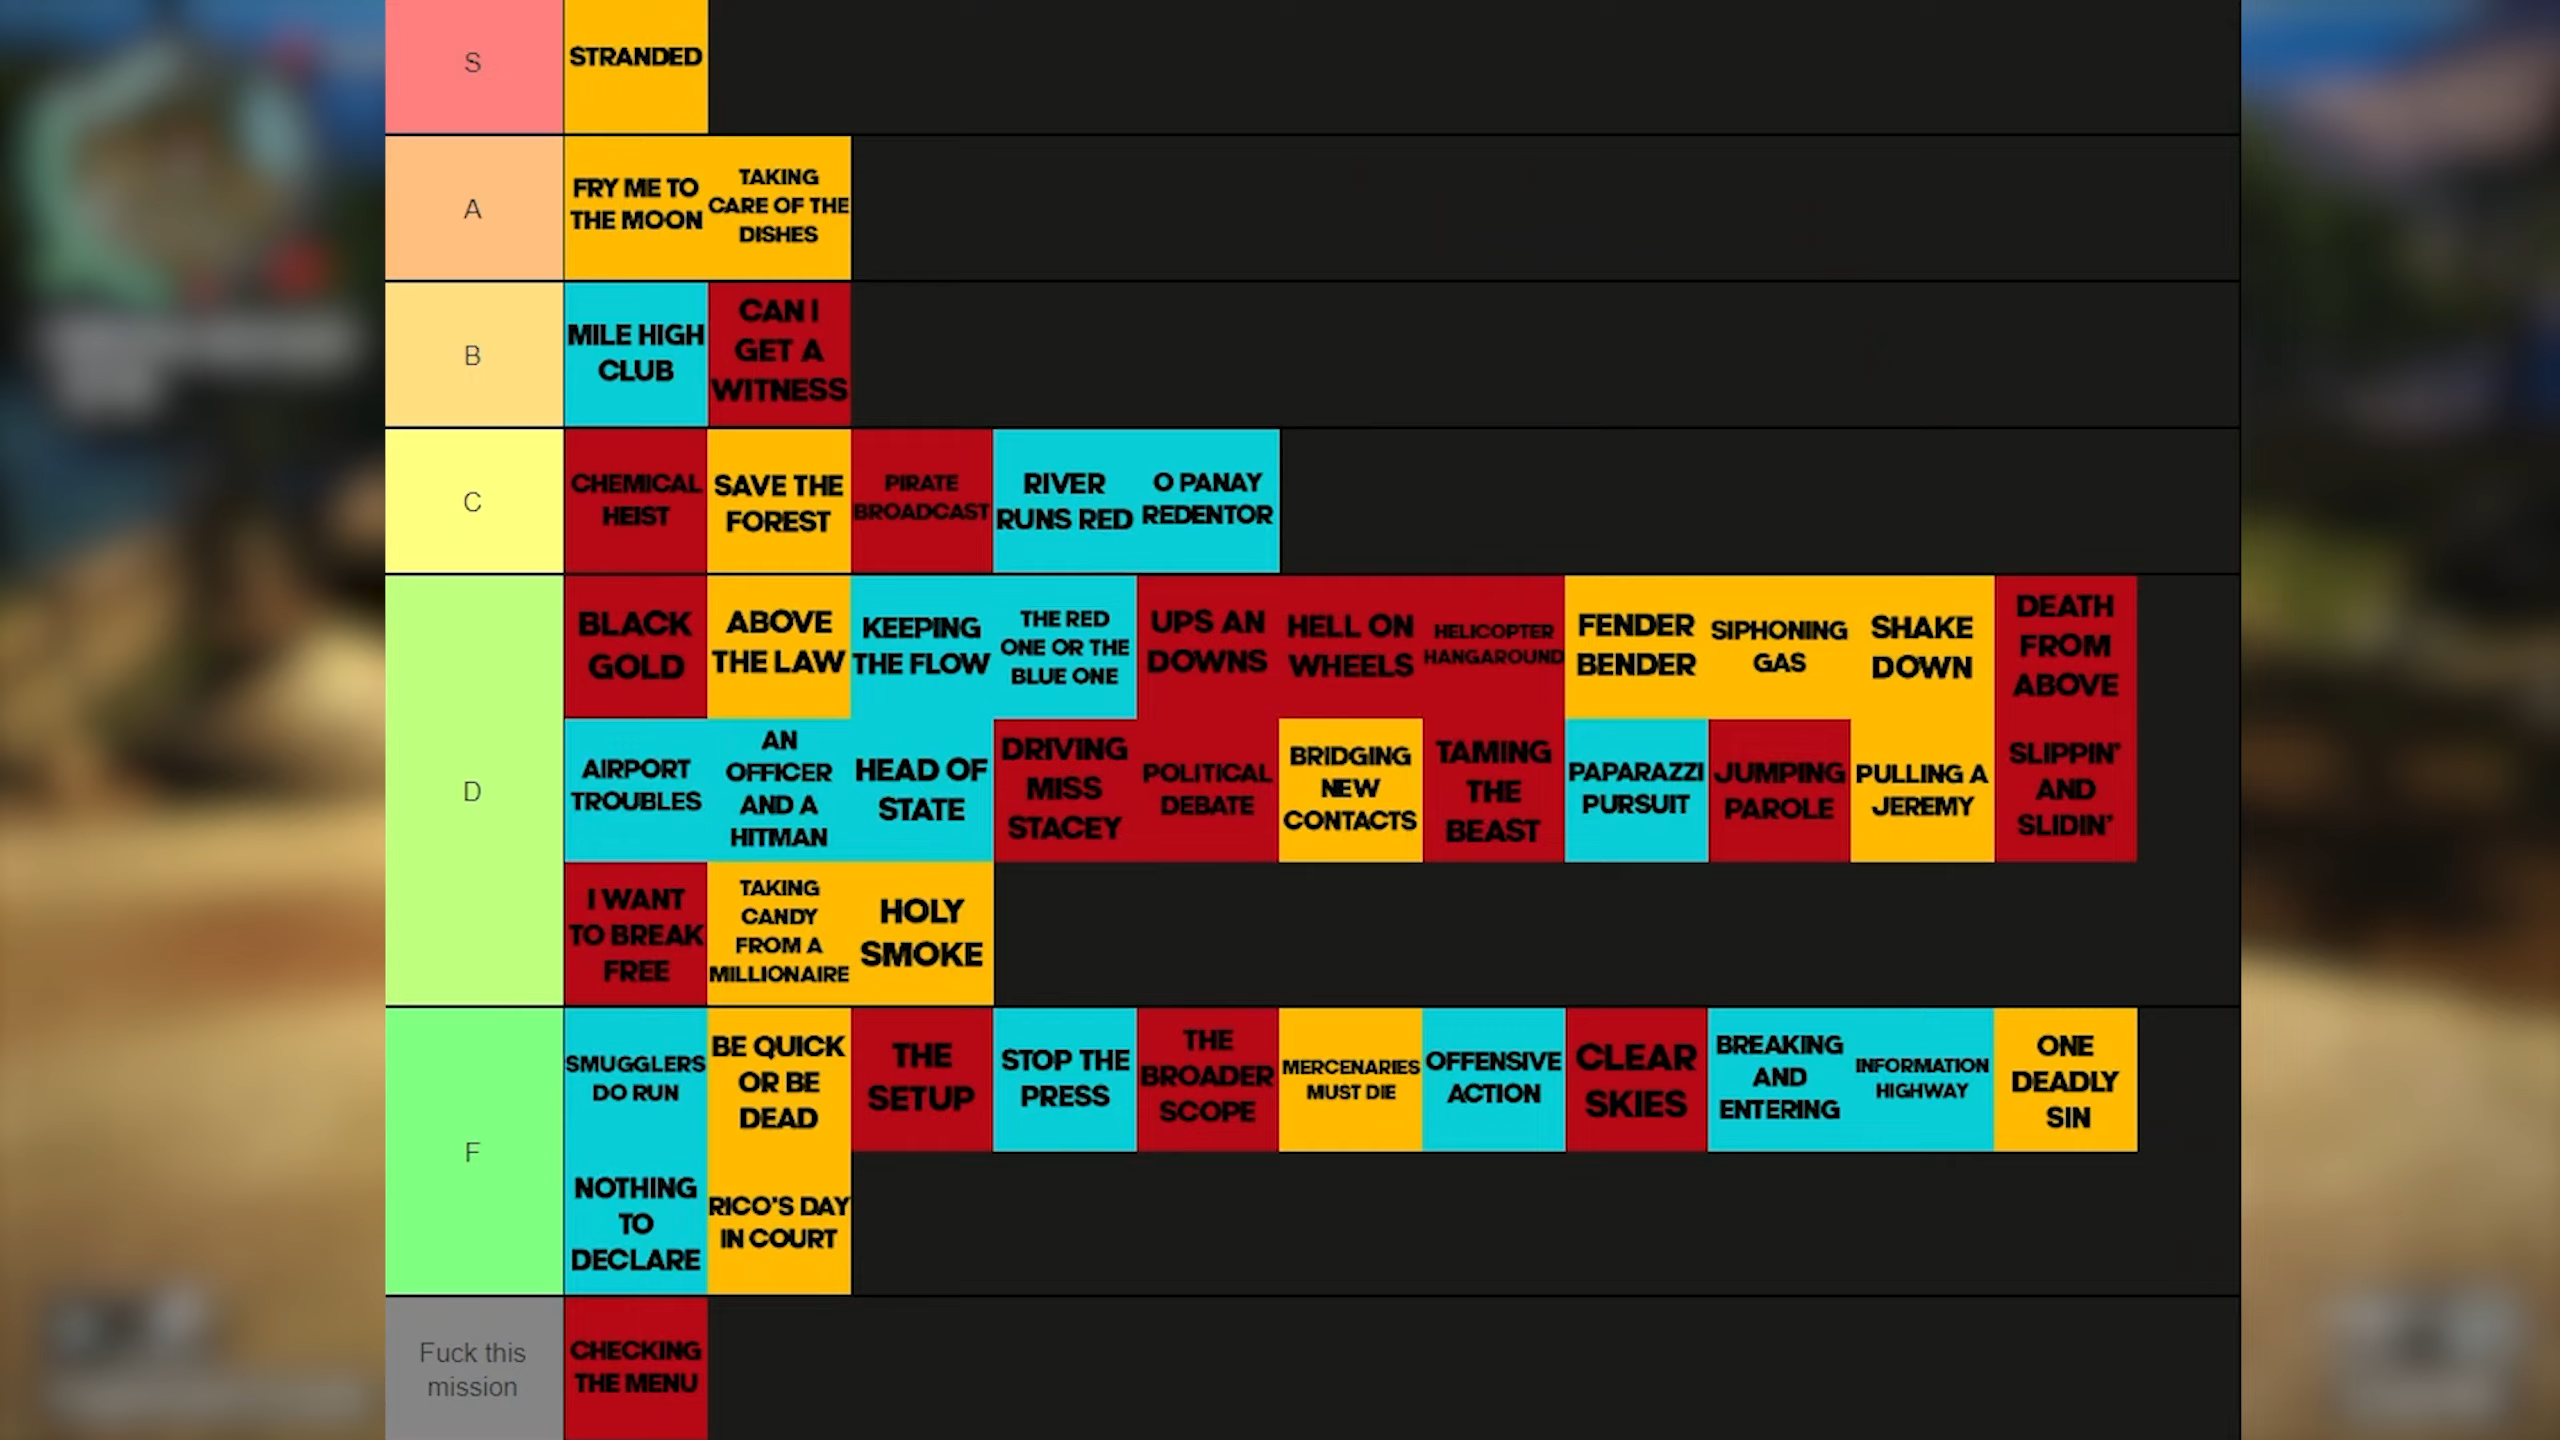 S
STRANDED
A
FRY ME TO
THE MOON
TAKING
CARE OF THE
DISHES
B
MILE HIGH
CLUB
CAN I
GET A
WITNESS
C
CHEMICAL
HEIST
SAVE THE
FOREST
PIRATE
BROADCAST
RIVER
RUNS RED
O PANAY
REDENTOR
D
BLACK
GOLD
ABOVE
THE LAW
KEEPING
THE FLOW
THE RED
ONE OR THE
BLUE ONE
UPS AN
DOWNS
HELL ON
WHEELS
HELICOPTER
HANGAROUND
FENDER
BENDER
SIPHONING
GAS
SHAKE
DOWN
DEATH
FROM
ABOVE
AIRPORT
TROUBLES
AN
OFFICER
AND A
HITMAN
HEAD OF
STATE
DRIVING
MISS
STACEY
POLITICAL
DEBATE
BRIDGING
NEW
CONTACTS
TAMING
THE
BEAST
PAPARAZZI
PURSUIT
JUMPING
PAROLE
PULLING A
JEREMY
SLIPPIN'
AND
SLIDIN'
I WANT
TO BREAK
FREE
TAKING
CANDY
FROM A
MILLIONAIRE
HOLY
SMOKE
F
SMUGGLERS
DO RUN
BE QUICK
OR BE
DEAD
THE
SETUP
STOP THE
PRESS
THE
BROADER
SCOPE
MERCENARIES
MUST DIE
OFFENSIVE
ACTION
CLEAR
SKIES
BREAKING
AND
ENTERING
INFORMATION
HIGHWAY
ONE
DEADLY
SIN
NOTHING
TO
DECLARE
RICO'S DAY
IN COURT
Fuck this
mission
CHECKING
THE MENU